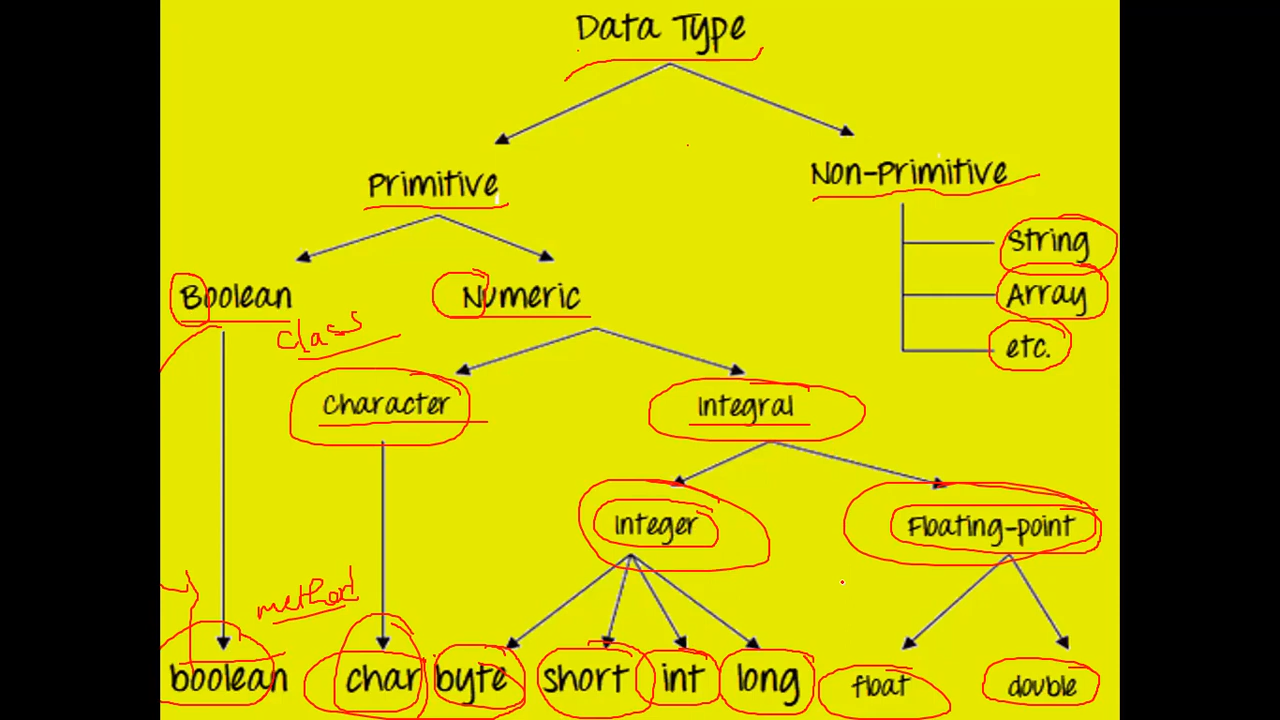 Data Type
Primitive
Non-Primitive
String
Boolean
Numeric
Array
class
etc.
Character
Integral
Integer
Floating-point
method
boolean
char
byte
short
int
long
float
double